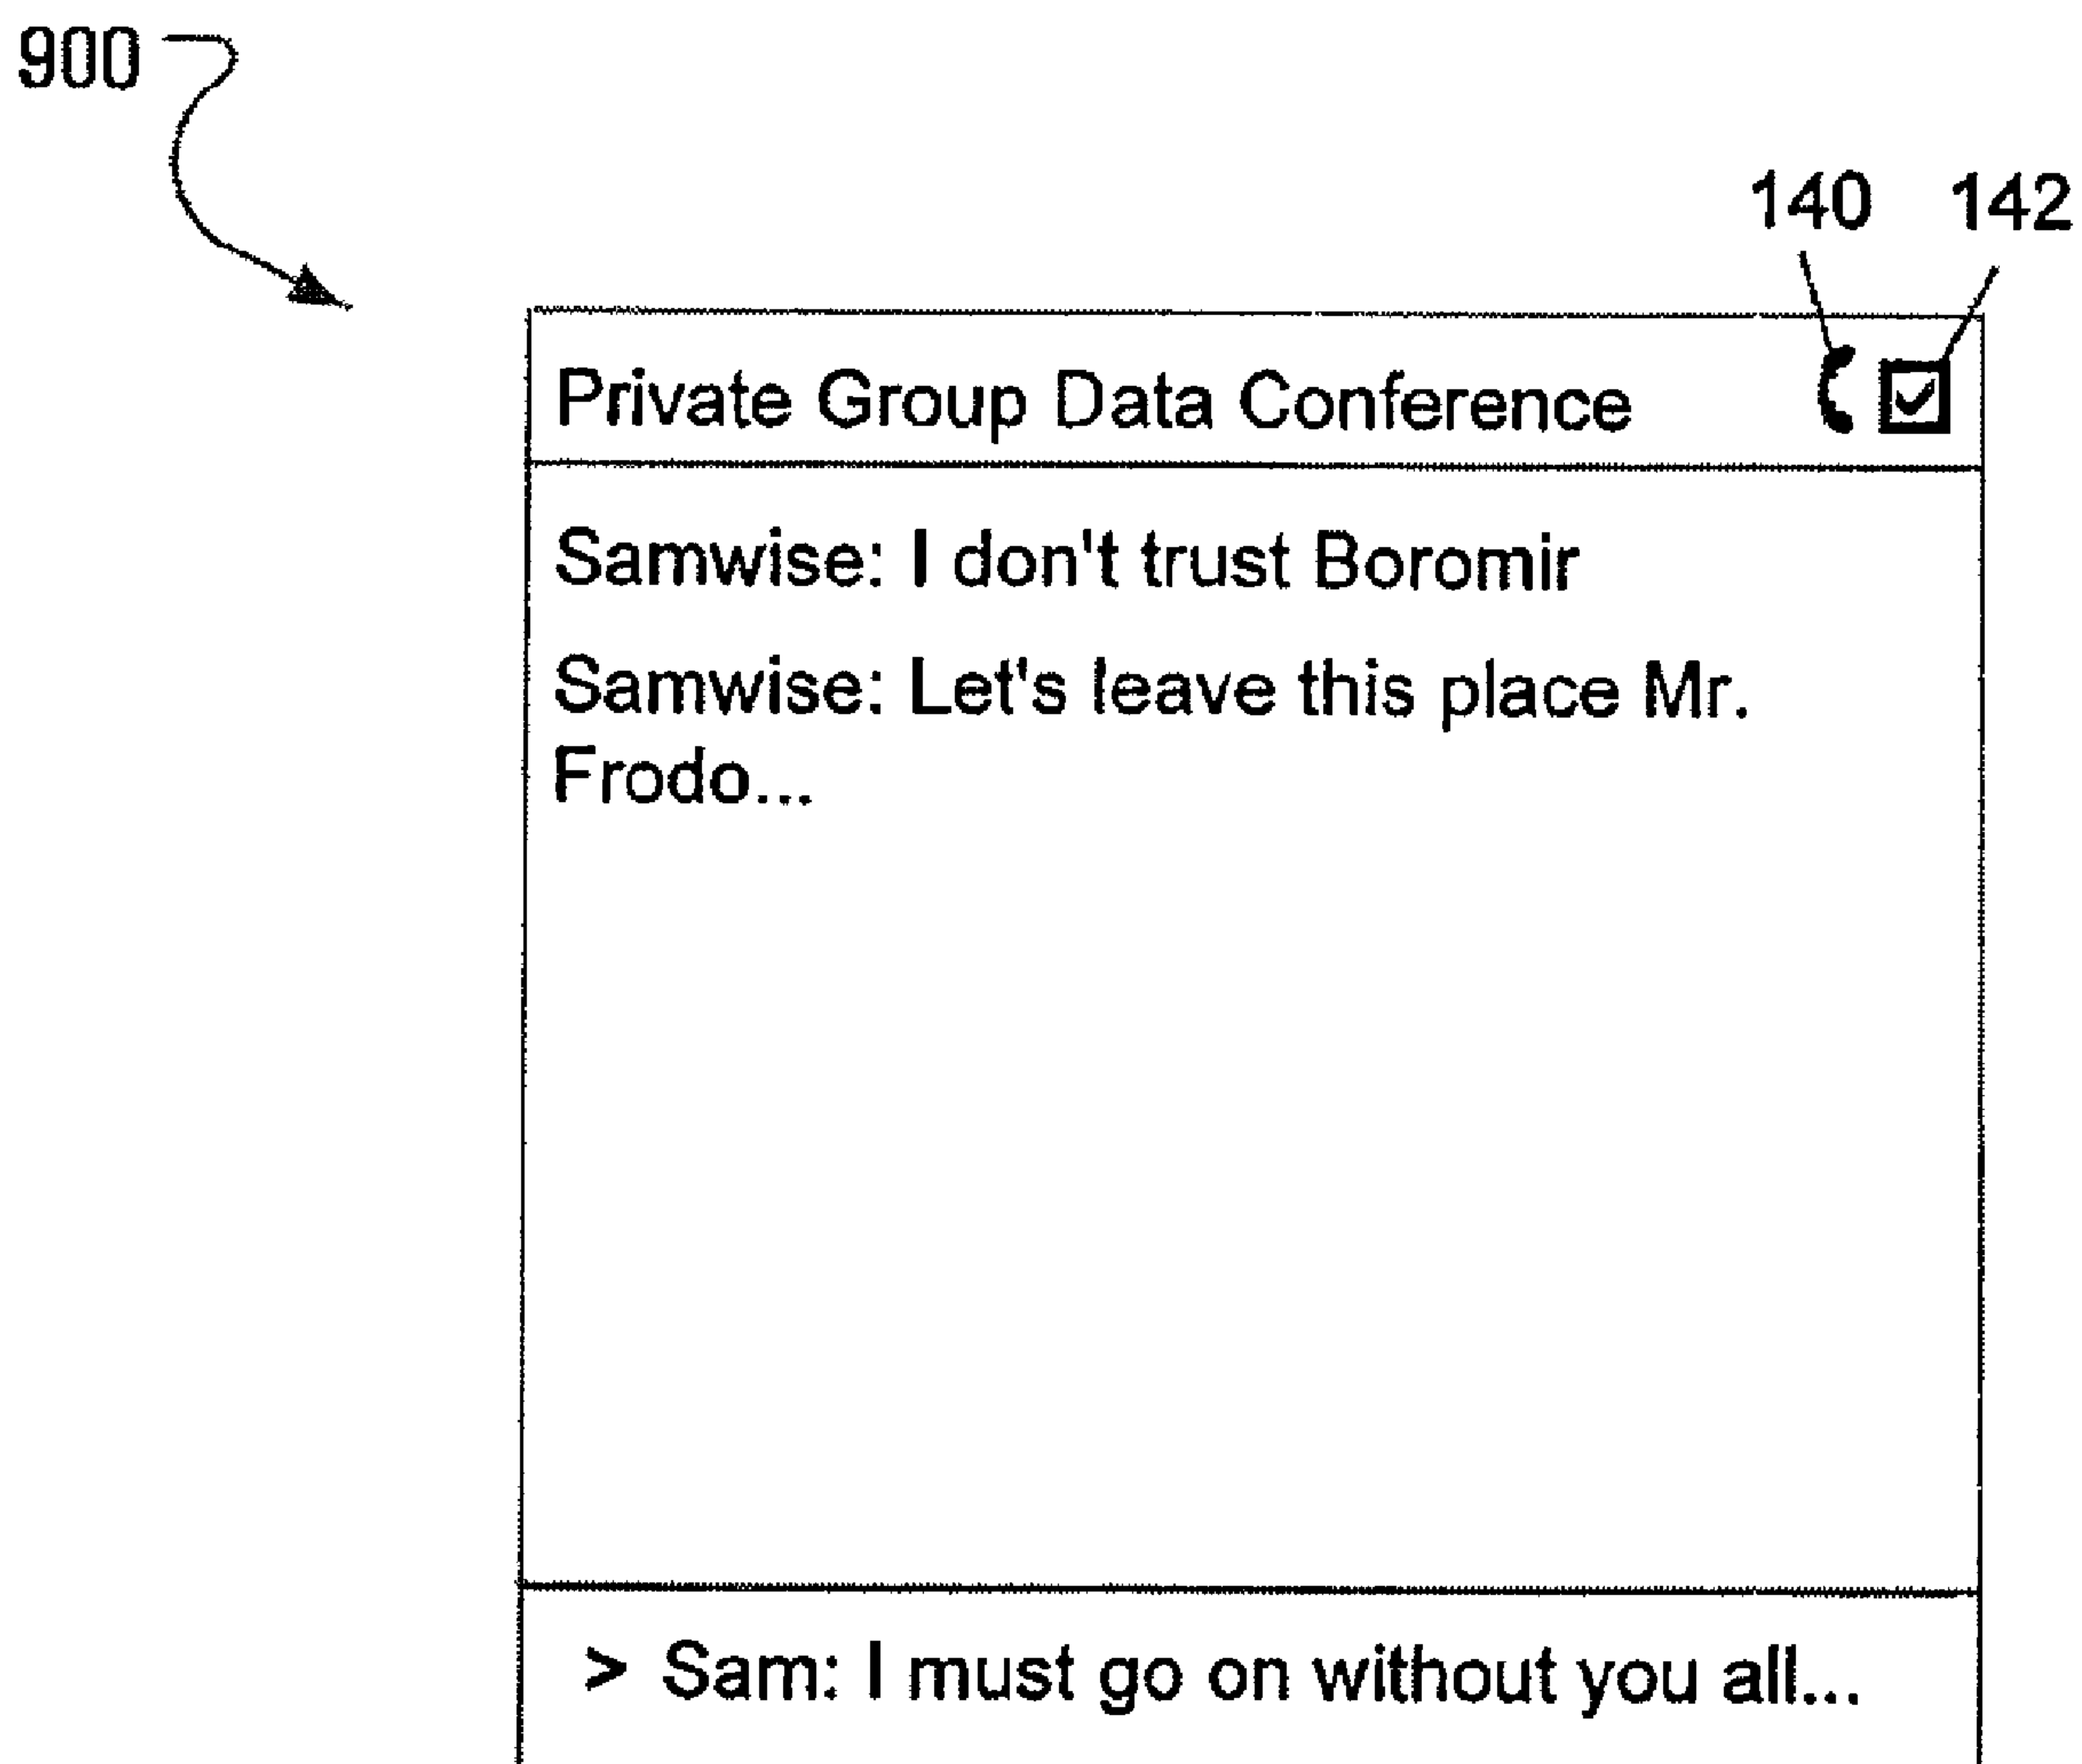 900
140 142
Private Group Data Conference
Samwise: I don't trust Boromir
Samwise: Let's leave this place Mr.
Frodo...
> Sam: I must go on without you all...